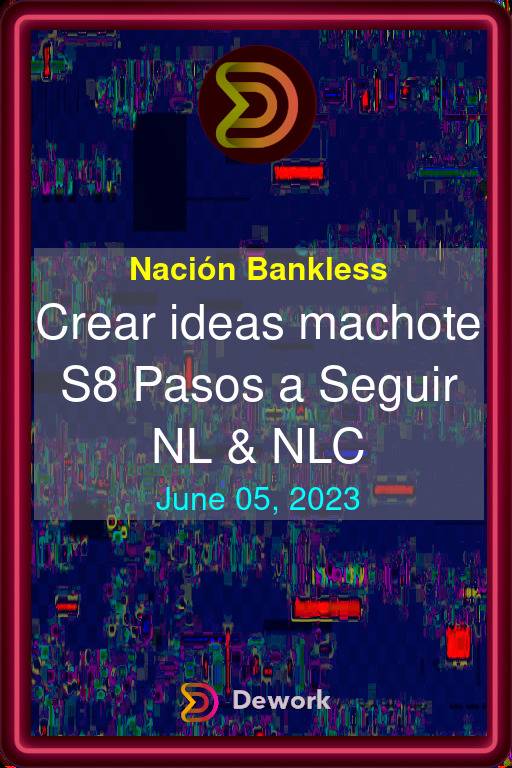 Nación Bankless
Crear ideas machote
S8 Pasos a Seguir
NL & NLC
June 05, 2023
Dework